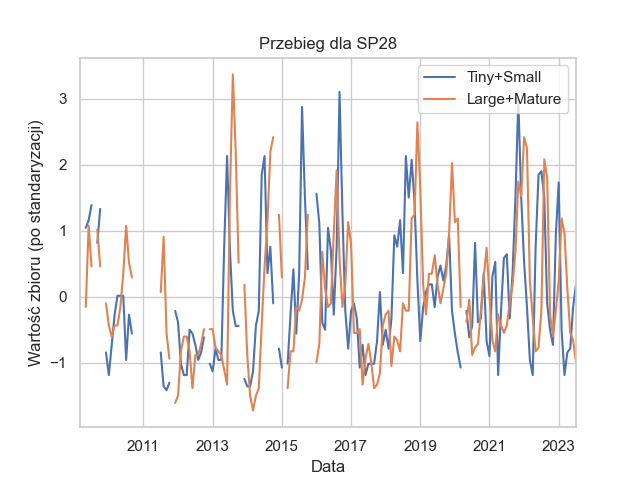 Przebieg dla SP28
Tiny+Small
Large+Mature
Wartość zbioru (po standaryzacji)
3
2
1
0
−1
2011 2013 2015 2017 2019 2021 2023
Data